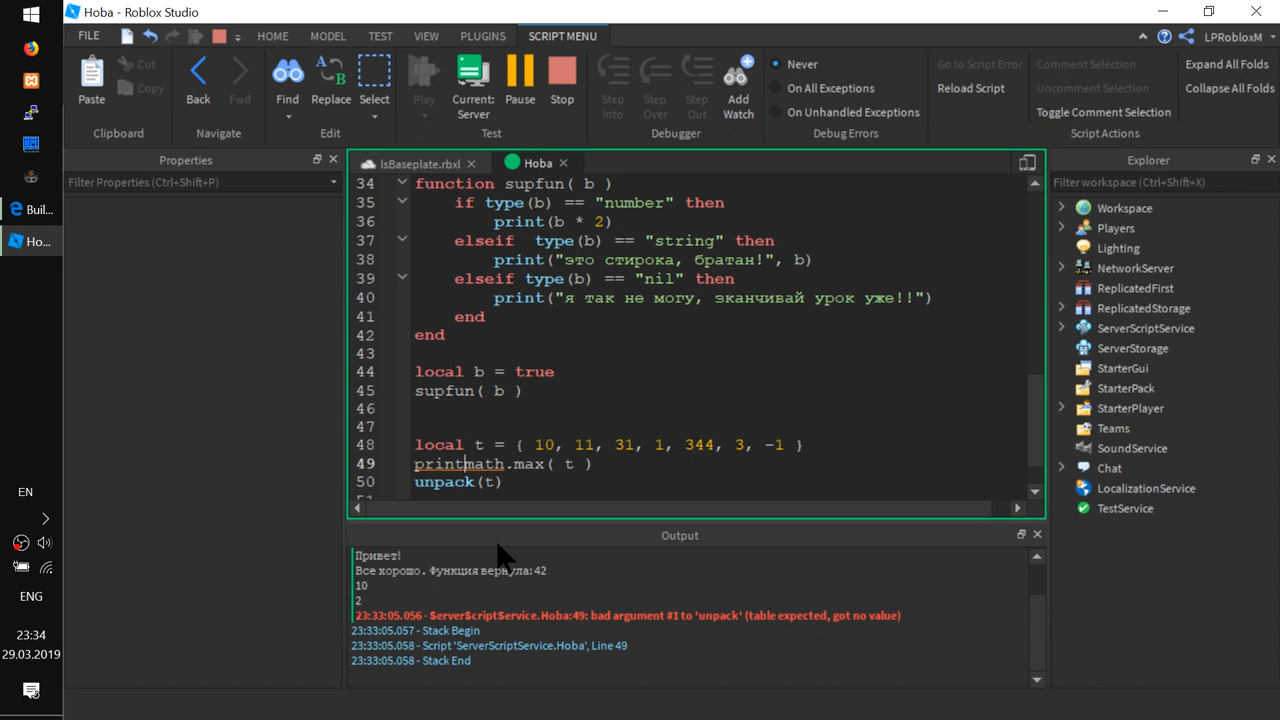 Hoba - Roblox Studio
FILE HOME MODEL TEST VIEW PLUGINS SCRIPT MENU LPRobloxM
Paste Cut Copy Clipboard
Back Fwd Navigate
Find Replace Select Edit
Play Current: Server Pause Stop Test
Step Into Step Over Step Out Add Watch Debugger
Never
On All Exceptions
On Unhandled Exceptions
Debug Errors
Go to Script Error
Reload Script
Comment Selection
Uncomment Selection
Toggle Comment Selection
Expand All Folds
Collapse All Folds
Script Actions
Properties
Filter Properties (Ctrl+Shift+P)
lsBaseplate.rbxl Hoba
34 function supfun( b )
35 if type(b) == "number" then
36 print(b * 2)
37 elseif type(b) == "string" then
38 print("это стирока, братан!", b)
39 elseif type(b) == "nil" then
40 print("я так не могу, зканчивай урок уже!!")
41 end
42 end
43
44 local b = true
45 supfun( b )
46
47
48 local t = { 10, 11, 31, 1, 344, 3, -1 }
49 printmath.max( t )
50 unpack(t)
51
Output
Привет!
Все хорошо. Функция вернула: 42
10
2
23:33:05.056 - ServerScriptService.Hoba:49: bad argument #1 to 'unpack' (table expected, got no value)
23:33:05.057 - Stack Begin
23:33:05.058 - Script 'ServerScriptService.Hoba', Line 49
23:33:05.058 - Stack End
Explorer
Filter workspace (Ctrl+Shift+X)
Workspace
Players
Lighting
NetworkServer
ReplicatedFirst
ReplicatedStorage
ServerScriptService
ServerStorage
StarterGui
StarterPack
StarterPlayer
Teams
SoundService
Chat
LocalizationService
TestService
Buil...
Ho...
EN
ENG
23:34
29.03.2019